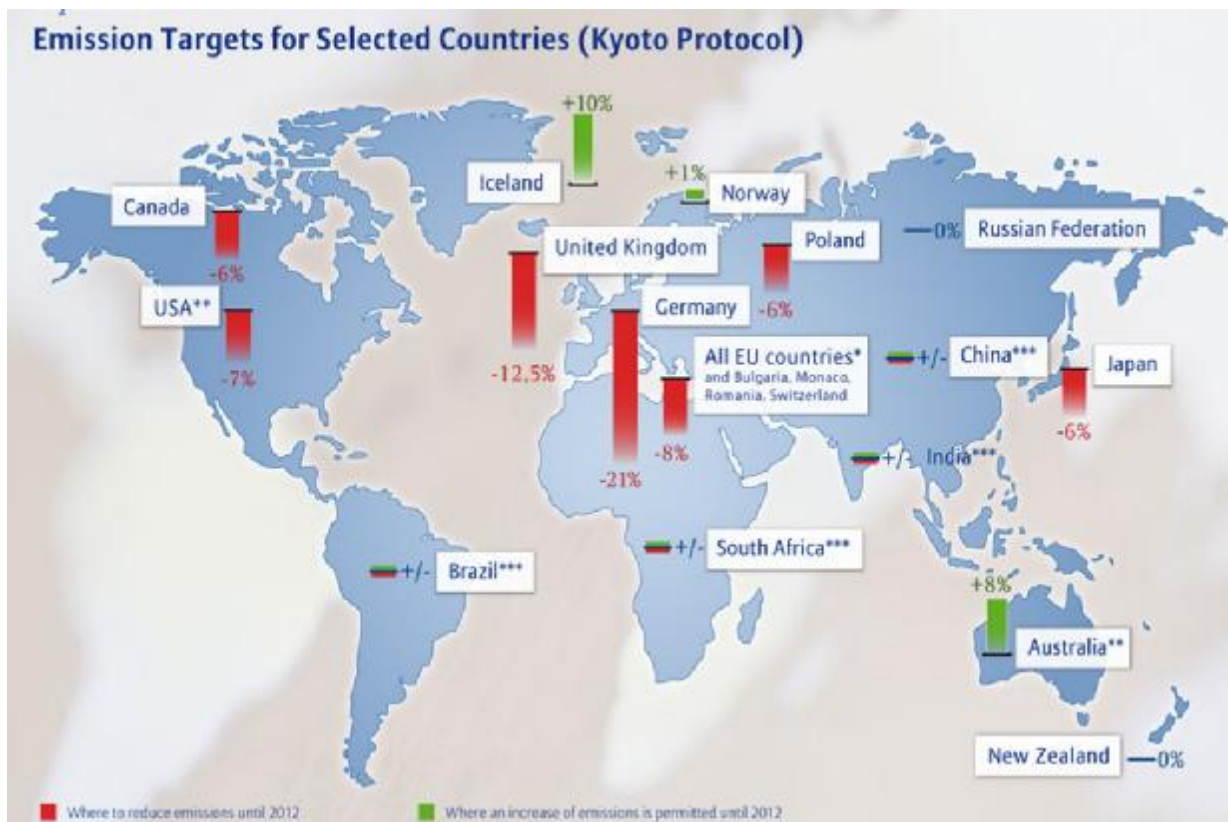 Emission Targets for Selected Countries (Kyoto Protocol)
+10%
Iceland
+1%
Norway
Canada
-6%
United Kingdom
-12.5%
Poland
-6%
0% Russian Federation
USA**
-7%
Germany
-21%
All EU countries*
and Bulgaria, Monaco,
Romania, Switzerland
-8%
+/- China***
Japan
-6%
+/- India***
+/- South Africa***
+/- Brazil***
+8%
Australia**
New Zealand 0%
Where to reduce emissions until 2012
Where an increase of emissions is permitted until 2012